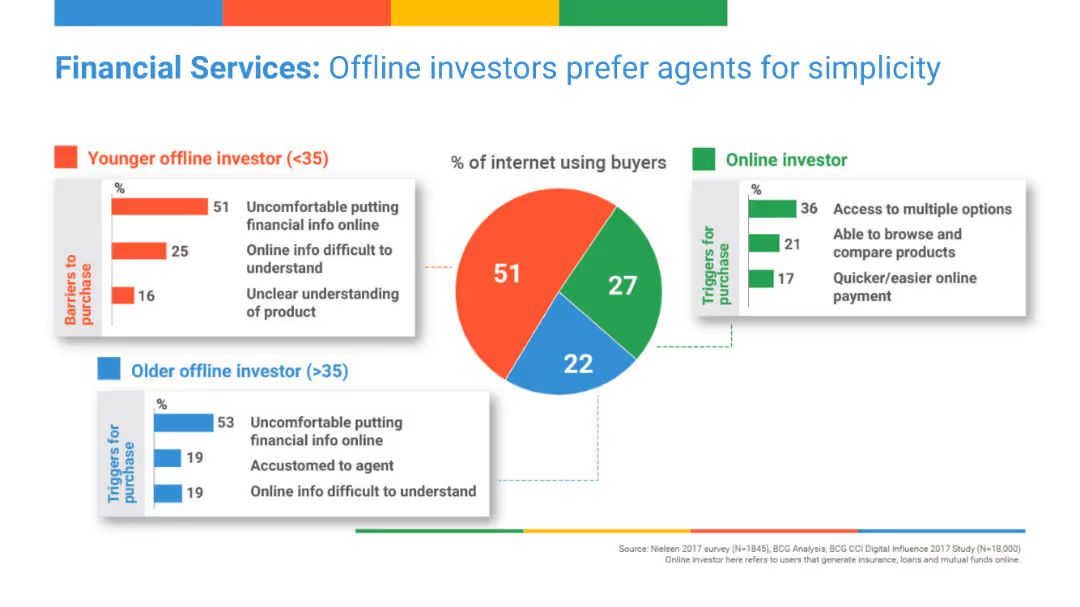 Financial Services: Offline investors prefer agents for simplicity
Younger offline investor (<35)
%
Barriers to
purchase
51
Uncomfortable putting
financial info online
25
Online info difficult to
understand
16
Unclear understanding
of product
% of internet using buyers
51
27
22
Online investor
%
Triggers for
purchase
36
Access to multiple options
21
Able to browse and
compare products
17
Quicker/easier online
payment
Older offline investor (>35)
%
Triggers for
purchase
53
Uncomfortable putting
financial info online
19
Accustomed to agent
19
Online info difficult to understand
Source: Nielsen 2017 survey (N=1845), BCG Analysis, BCG CCI Digital Influence 2017 Study (N=18,000)
Online investor here refers to users that generate insurance, loans and mutual funds online.